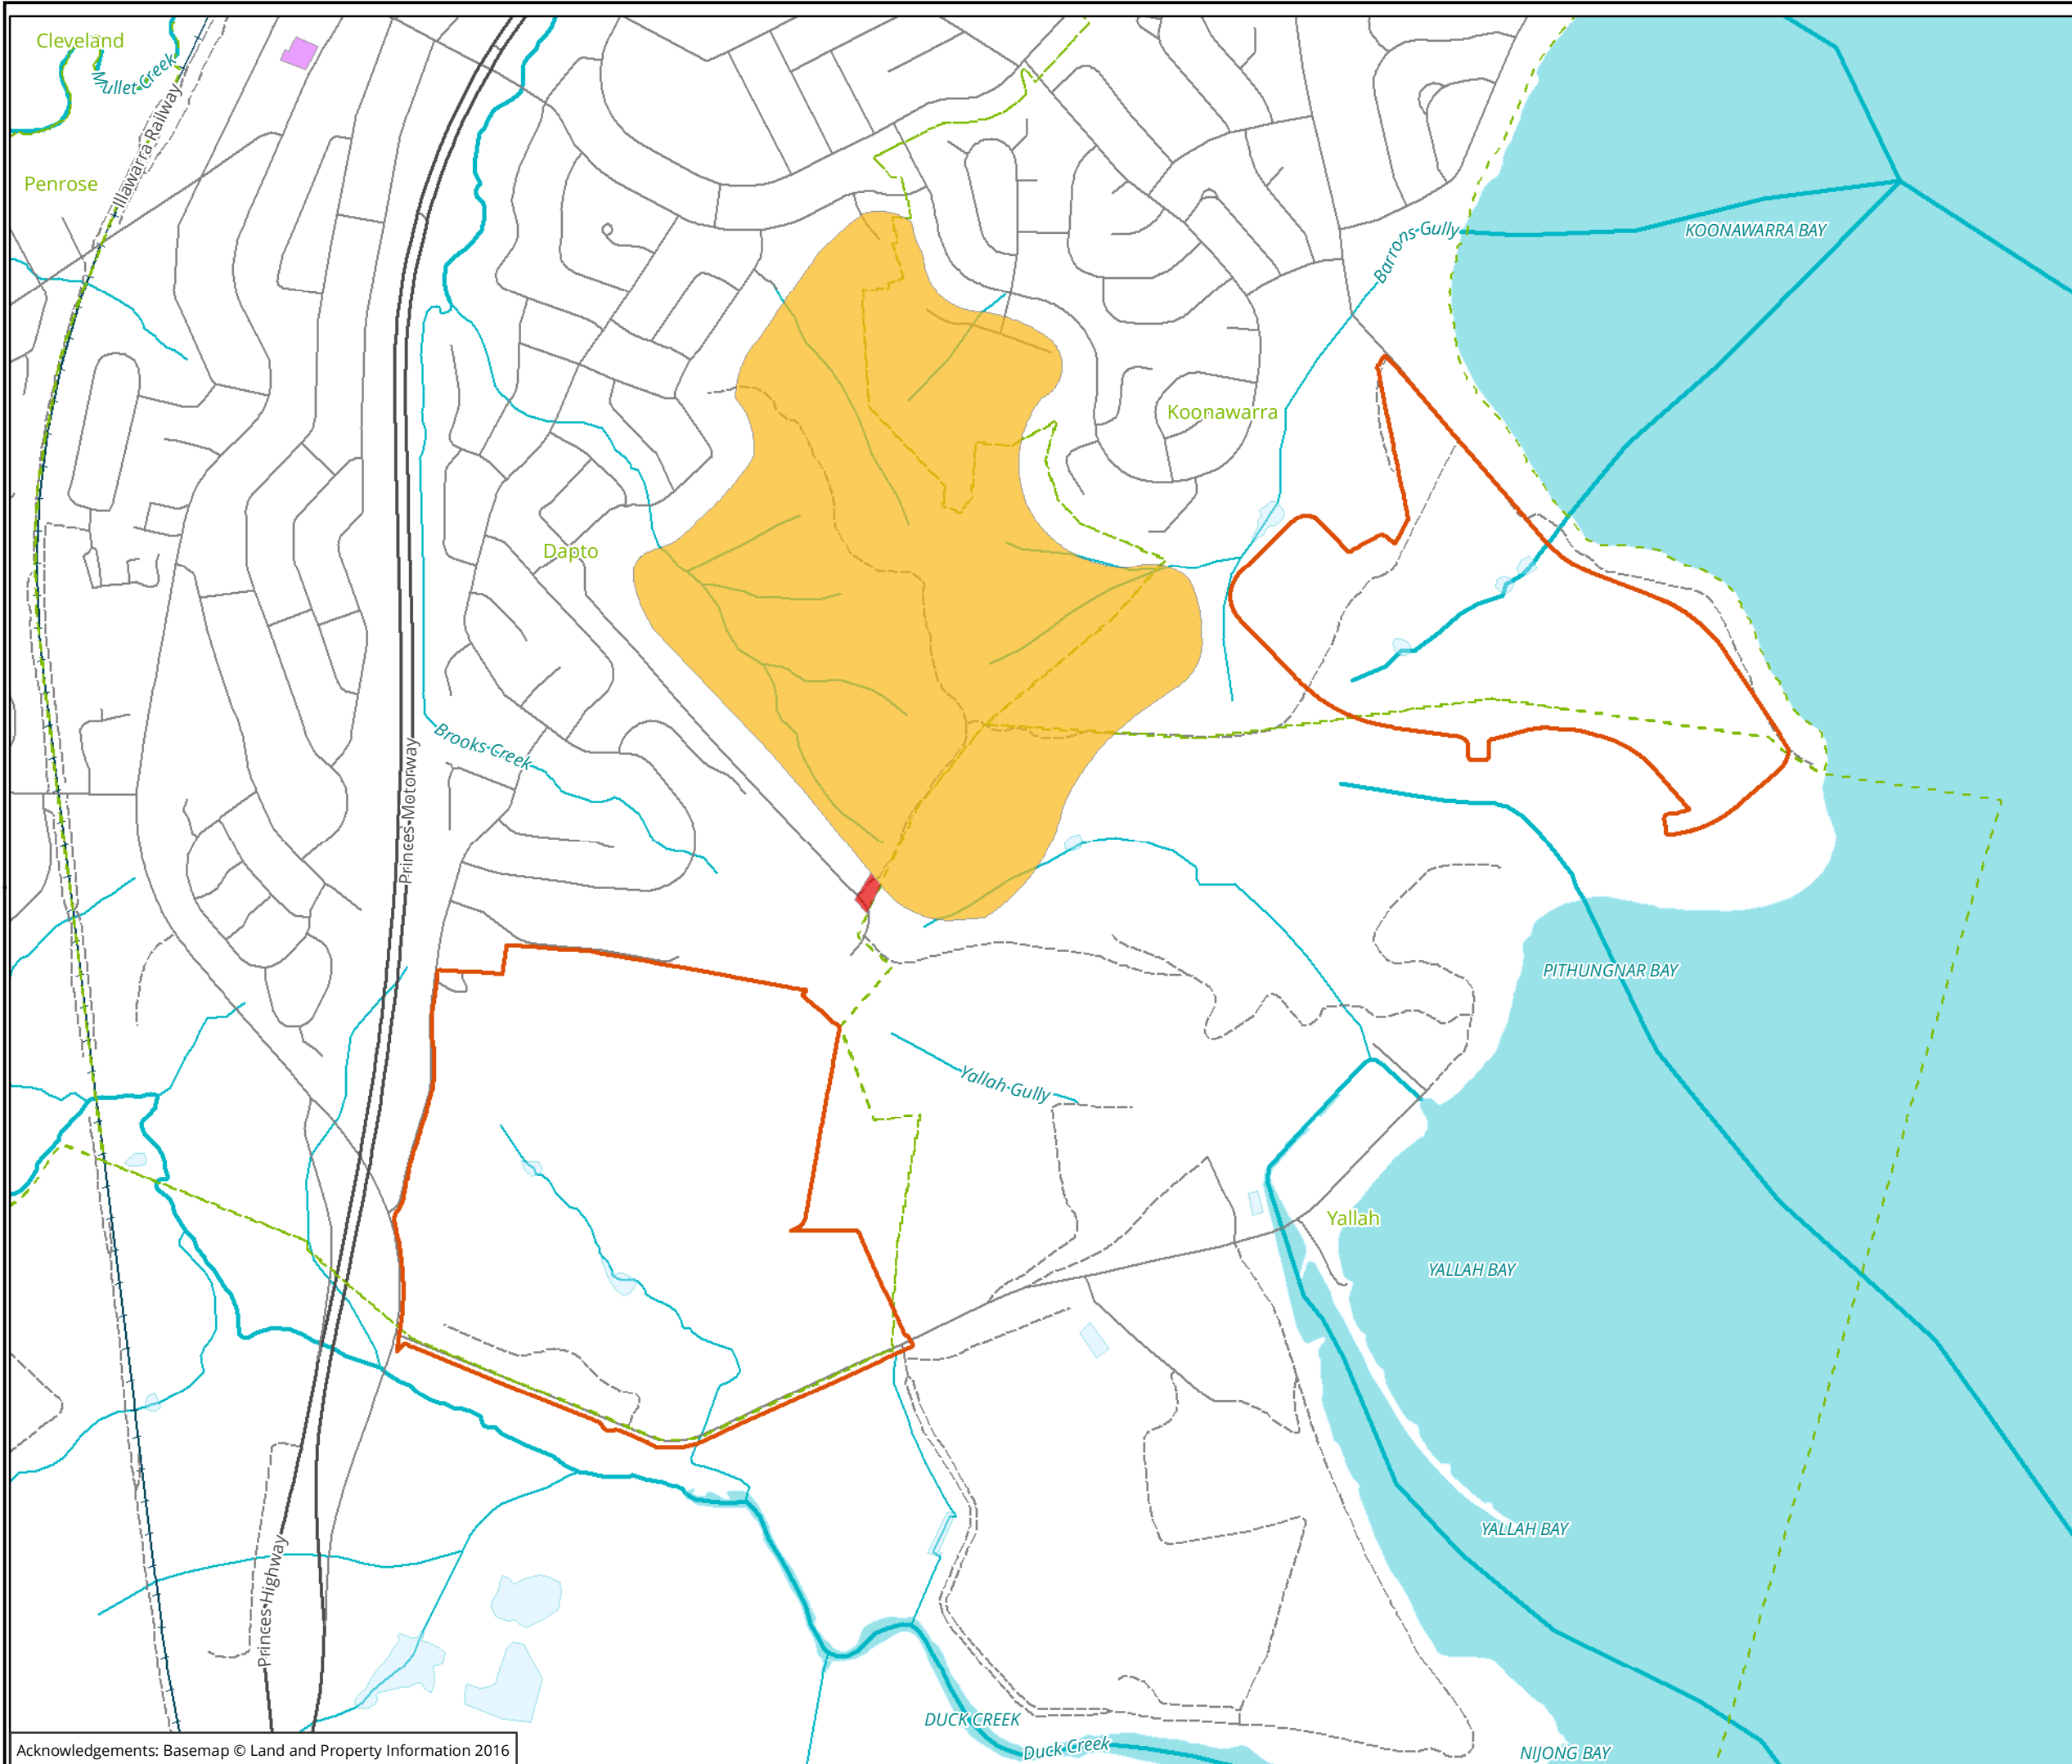 Cleveland
Mullet Creek
Illawarra Railway
Penrose
Barrons Gully
KOONAWARRA BAY
Koonawarra
Dapto
Brooks Creek
Princes Motorway
PITHUNGNAR BAY
Yallah Gully
Yallah
YALLAH BAY
YALLAH BAY
Princes Highway
DUCK CREEK
Duck Creek
NIJONG BAY
Acknowledgements: Basemap © Land and Property Information 2016